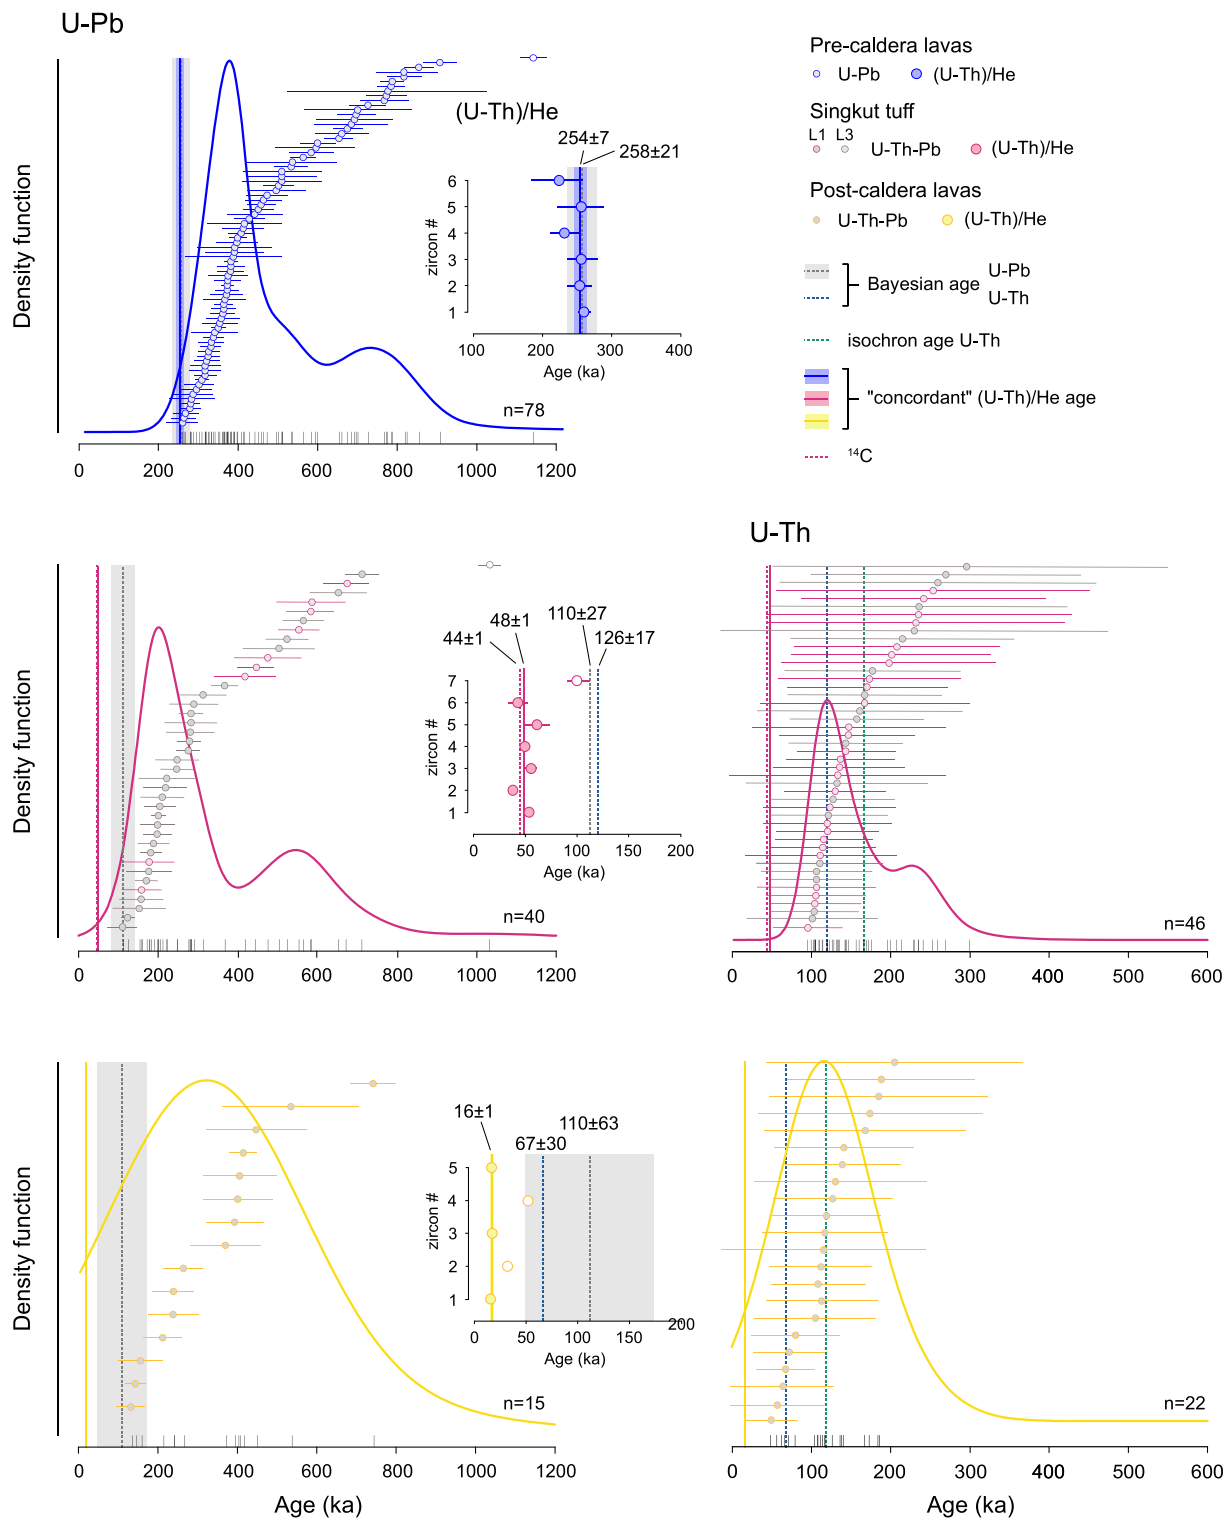 U-Pb
Density function
(U-Th)/He
254±7
258±21
zircon #
6
5
4
3
2
1
100 200 300 400
Age (ka)
n=78
0 200 400 600 800 1000 1200
Pre-caldera lavas
U-Pb (U-Th)/He
Singkut tuff
L1 L3
U-Th-Pb (U-Th)/He
Post-caldera lavas
U-Th-Pb (U-Th)/He
Bayesian age U-Pb
U-Th
isochron age U-Th
"concordant" (U-Th)/He age
14C
Density function
44±1
48±1
110±27
126±17
zircon #
7
6
5
4
3
2
1
0 50 100 150 200
Age (ka)
n=40
0 200 400 600 800 1000 1200
U-Th
n=46
0 100 200 300 400 500 600
Density function
16±1
67±30
110±63
zircon #
5
4
3
2
1
0 50 100 150 200
Age (ka)
n=15
0 200 400 600 800 1000 1200
Age (ka)
n=22
0 100 200 300 400 500 600
Age (ka)